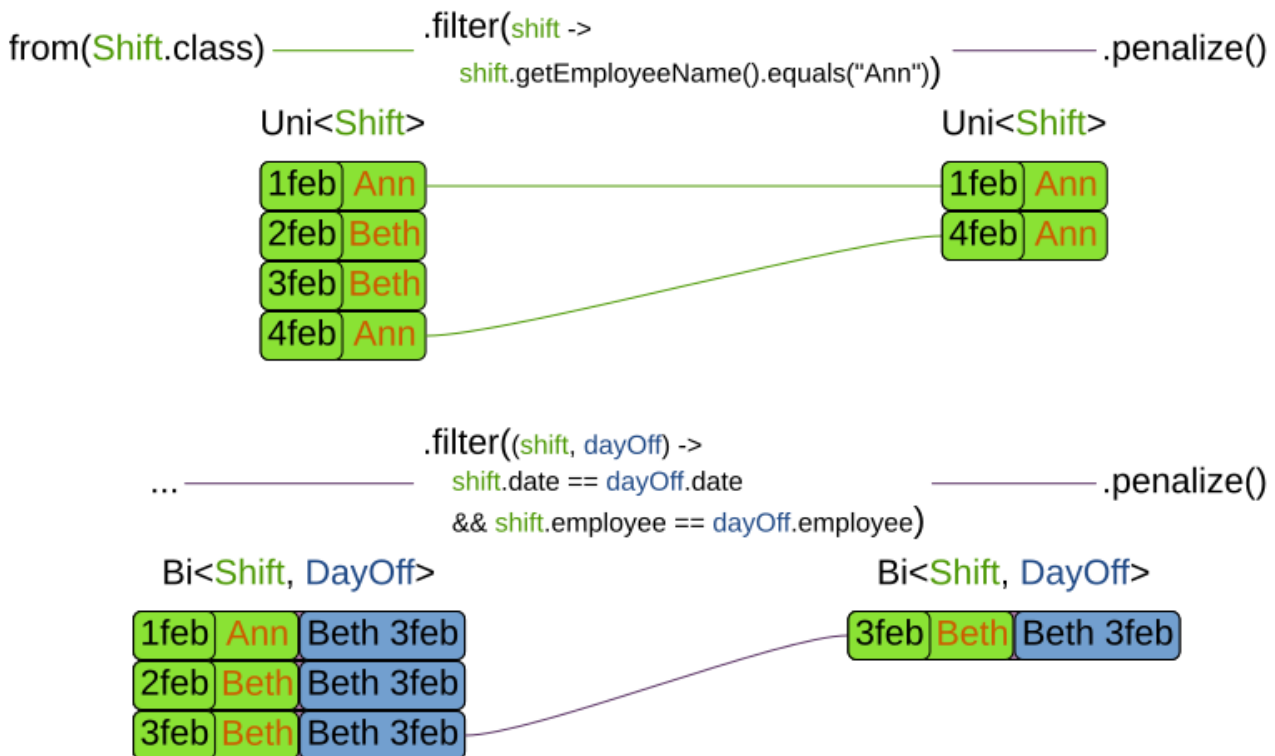 from(Shift.class)
.filter(shift ->
shift.getEmployeeName().equals("Ann"))
.penalize()
Uni<Shift>
Uni<Shift>
1feb Ann
1feb Ann
2feb Beth
4feb Ann
3feb Beth
4feb Ann
.filter((shift, dayOff) ->
...
shift.date == dayOff.date
.penalize()
&& shift.employee == dayOff.employee)
Bi<Shift, DayOff>
Bi<Shift, DayOff>
1feb Ann Beth 3feb
3feb Beth Beth 3feb
2feb Beth Beth 3feb
3feb Beth Beth 3feb